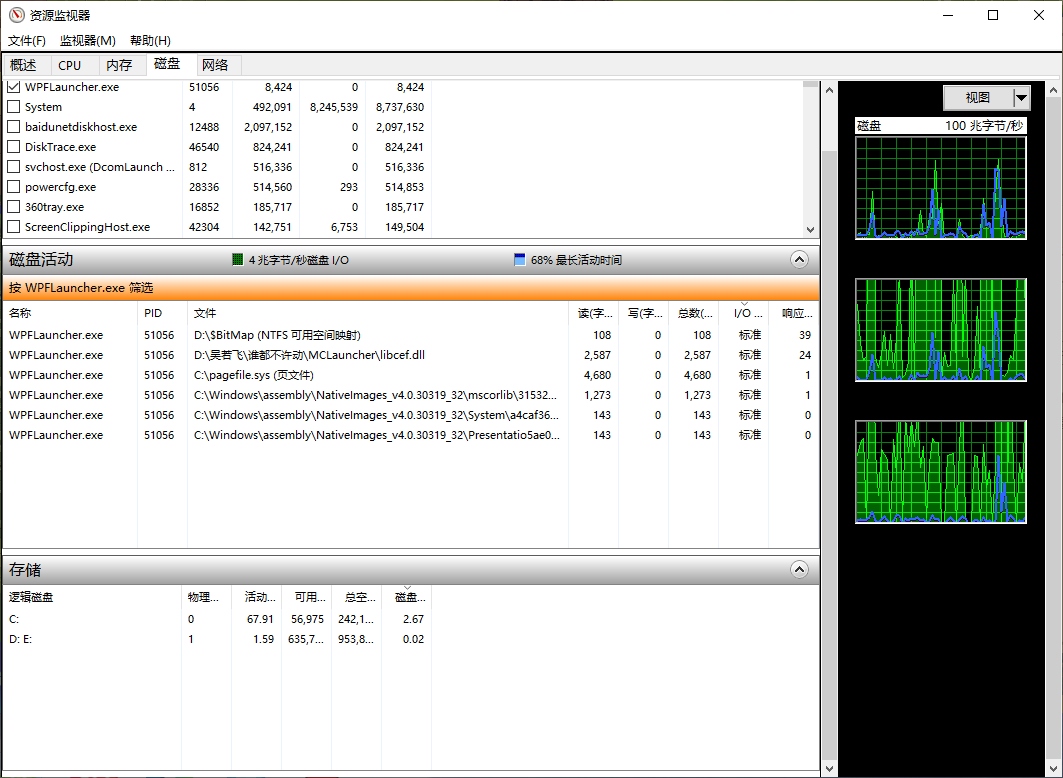 资源监视器
文件(F) 监视器(M) 帮助(H)
概述 CPU 内存 磁盘 网络
WPFLauncher.exe 51056 8,424 0 8,424
System 4 492,091 8,245,539 8,737,630
baidunetdiskhost.exe 12488 2,097,152 0 2,097,152
DiskTrace.exe 46540 824,241 0 824,241
svchost.exe (DcomLaunch ... 812 516,336 0 516,336
powercfg.exe 28336 514,560 293 514,853
360tray.exe 16852 185,717 0 185,717
ScreenClippingHost.exe 42304 142,751 6,753 149,504
磁盘活动 4 兆字节/秒磁盘 I/O 68% 最长活动时间
按 WPFLauncher.exe 筛选
名称 PID 文件 读(字... 写(字... 总数(... I/O ... 响应...
WPFLauncher.exe 51056 D:\$BitMap (NTFS 可用空间映射) 108 0 108 标准 39
WPFLauncher.exe 51056 D:\吴若飞\谁都不许动\MCLauncher\libcef.dll 2,587 0 2,587 标准 24
WPFLauncher.exe 51056 C:\pagefile.sys (页文件) 4,680 0 4,680 标准 1
WPFLauncher.exe 51056 C:\Windows\assembly\NativeImages_v4.0.30319_32\mscorlib\31532... 1,273 0 1,273 标准 1
WPFLauncher.exe 51056 C:\Windows\assembly\NativeImages_v4.0.30319_32\System\a4caf36... 143 0 143 标准 0
WPFLauncher.exe 51056 C:\Windows\assembly\NativeImages_v4.0.30319_32\Presentatio5ae0... 143 0 143 标准 0
存储
逻辑磁盘 物理... 活动... 可用... 总空... 磁盘...
C: 0 67.91 56,975 242,1... 2.67
D: E: 1 1.59 635,7... 953,8... 0.02
视图
磁盘 100 兆字节/秒